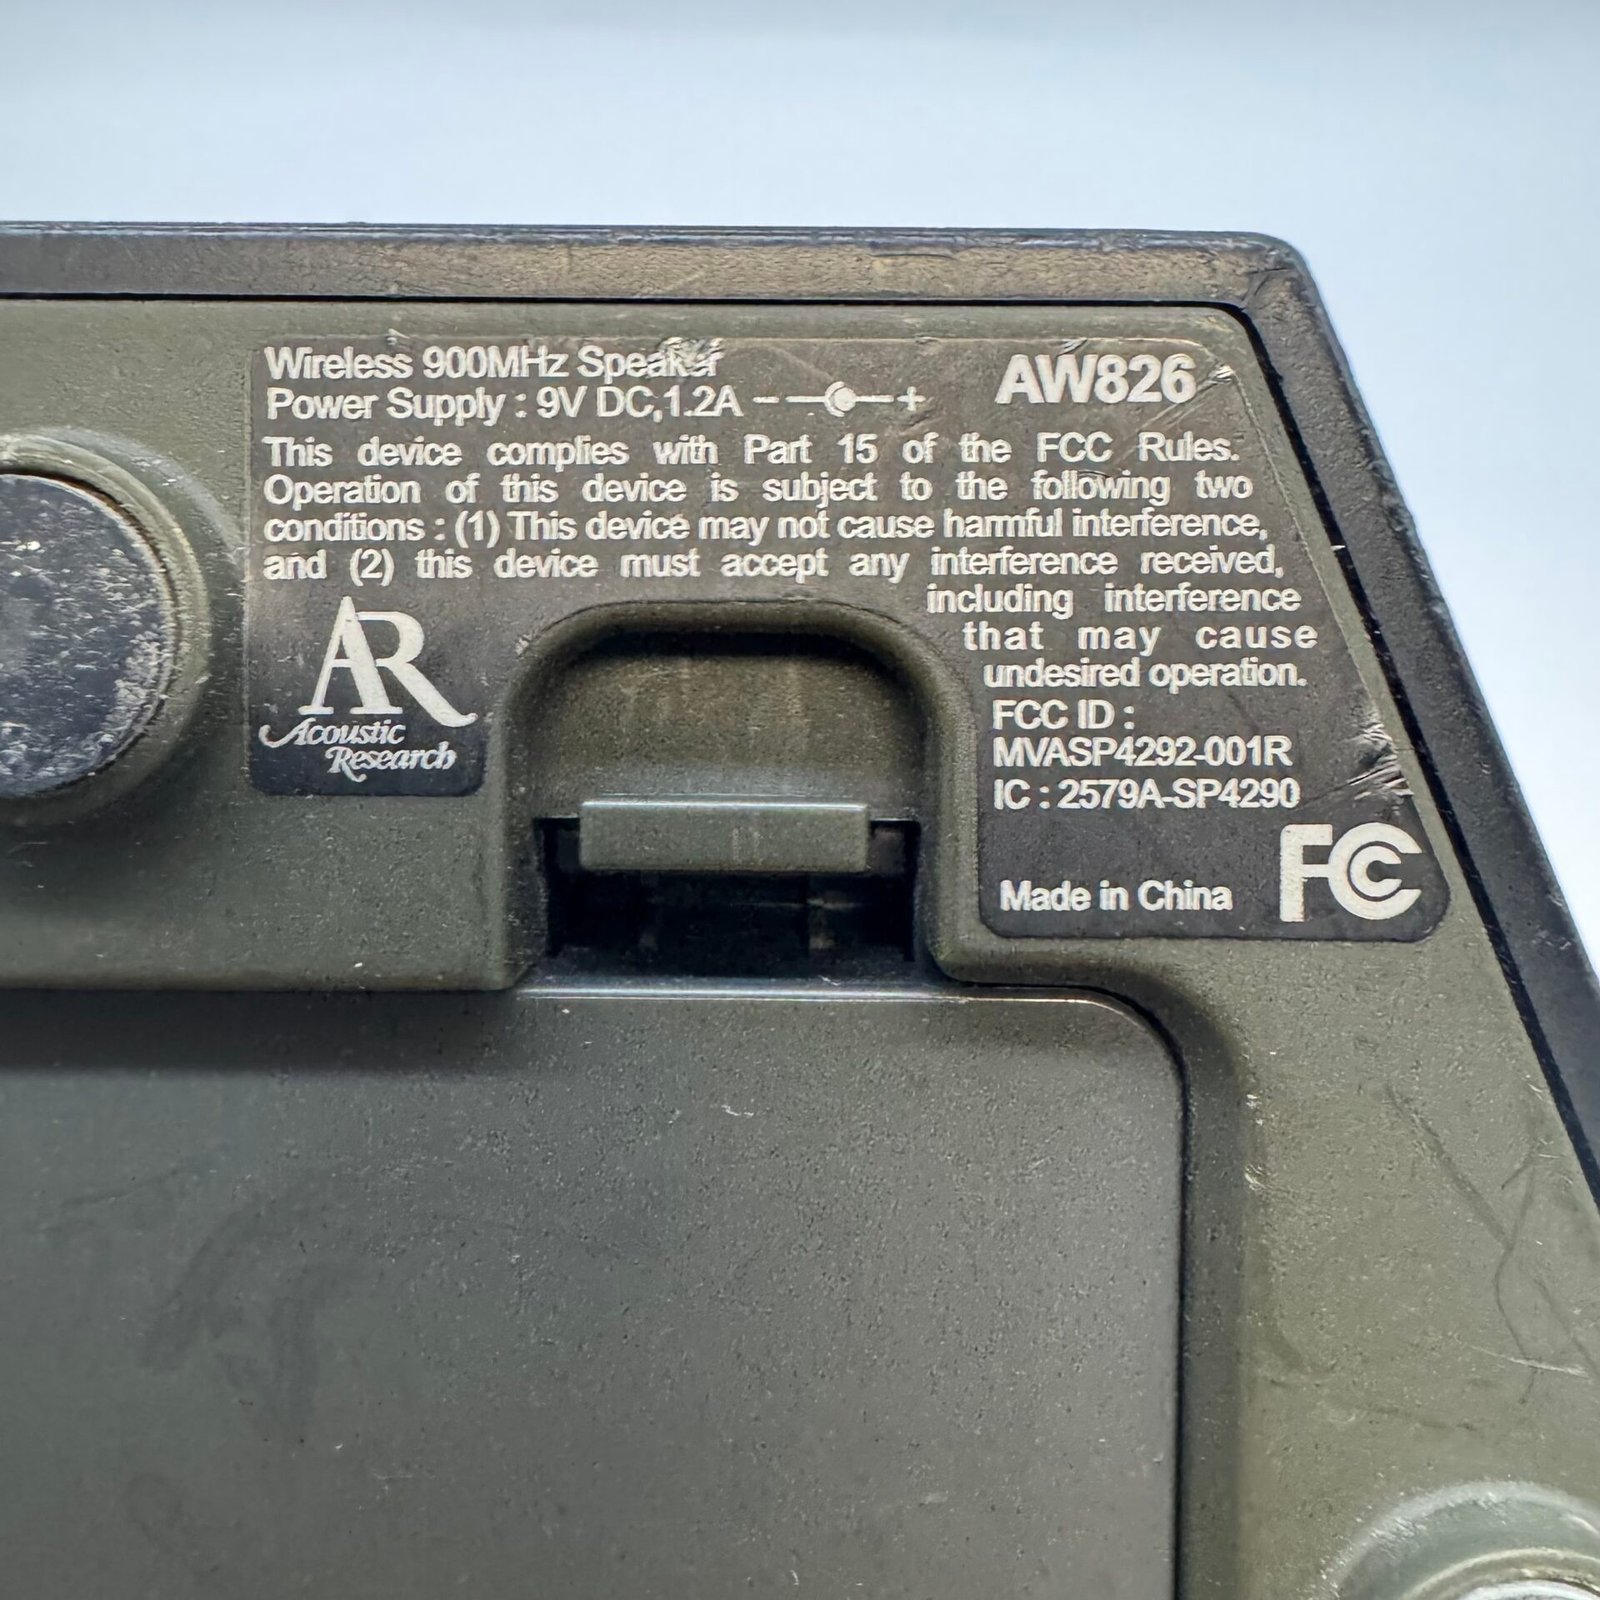 Wireless 900MHz Speaker
Power Supply : 9V DC,1.2A - +
AW826
This device complies with Part 15 of the FCC Rules.
Operation of this device is subject to the following two
conditions : (1) This device may not cause harmful interference,
and (2) this device must accept any interference received,
including interference
that may cause
undesired operation.
FCC ID :
MVASP4292-001R
IC : 2579A-SP4290
AR
Acoustic
Research
FC
Made in China